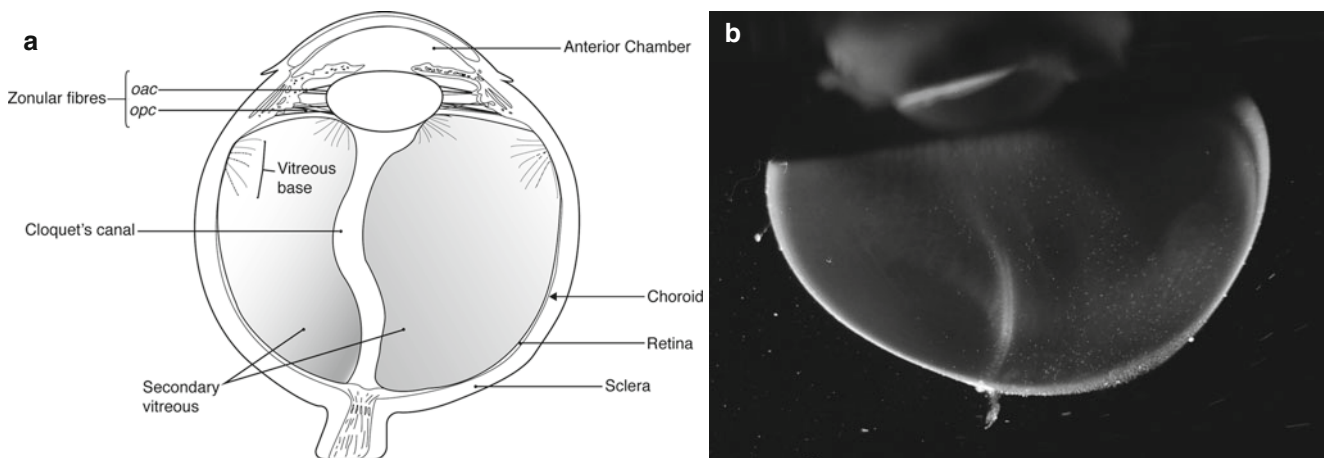 a
Anterior Chamber
Zonular fibres
oac
opc
Vitreous
base
Cloquet's canal
Choroid
Retina
Sclera
Secondary
vitreous
b